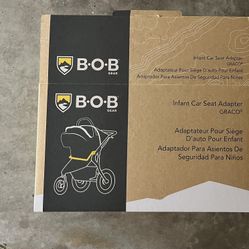 B·O·B
GEAR
Infant Car Seat Adapter
GRACO®
Adaptateur Pour Siège
D'auto Pour Enfant
Adaptador Para Asientos De
Seguridad Para Niños
B·O·B
GEAR
Infant Car Seat Adapter
GRACO®
Adaptateur Pour Siège
D'auto Pour Enfant
Adaptador Para Asientos De
Seguridad Para Niños